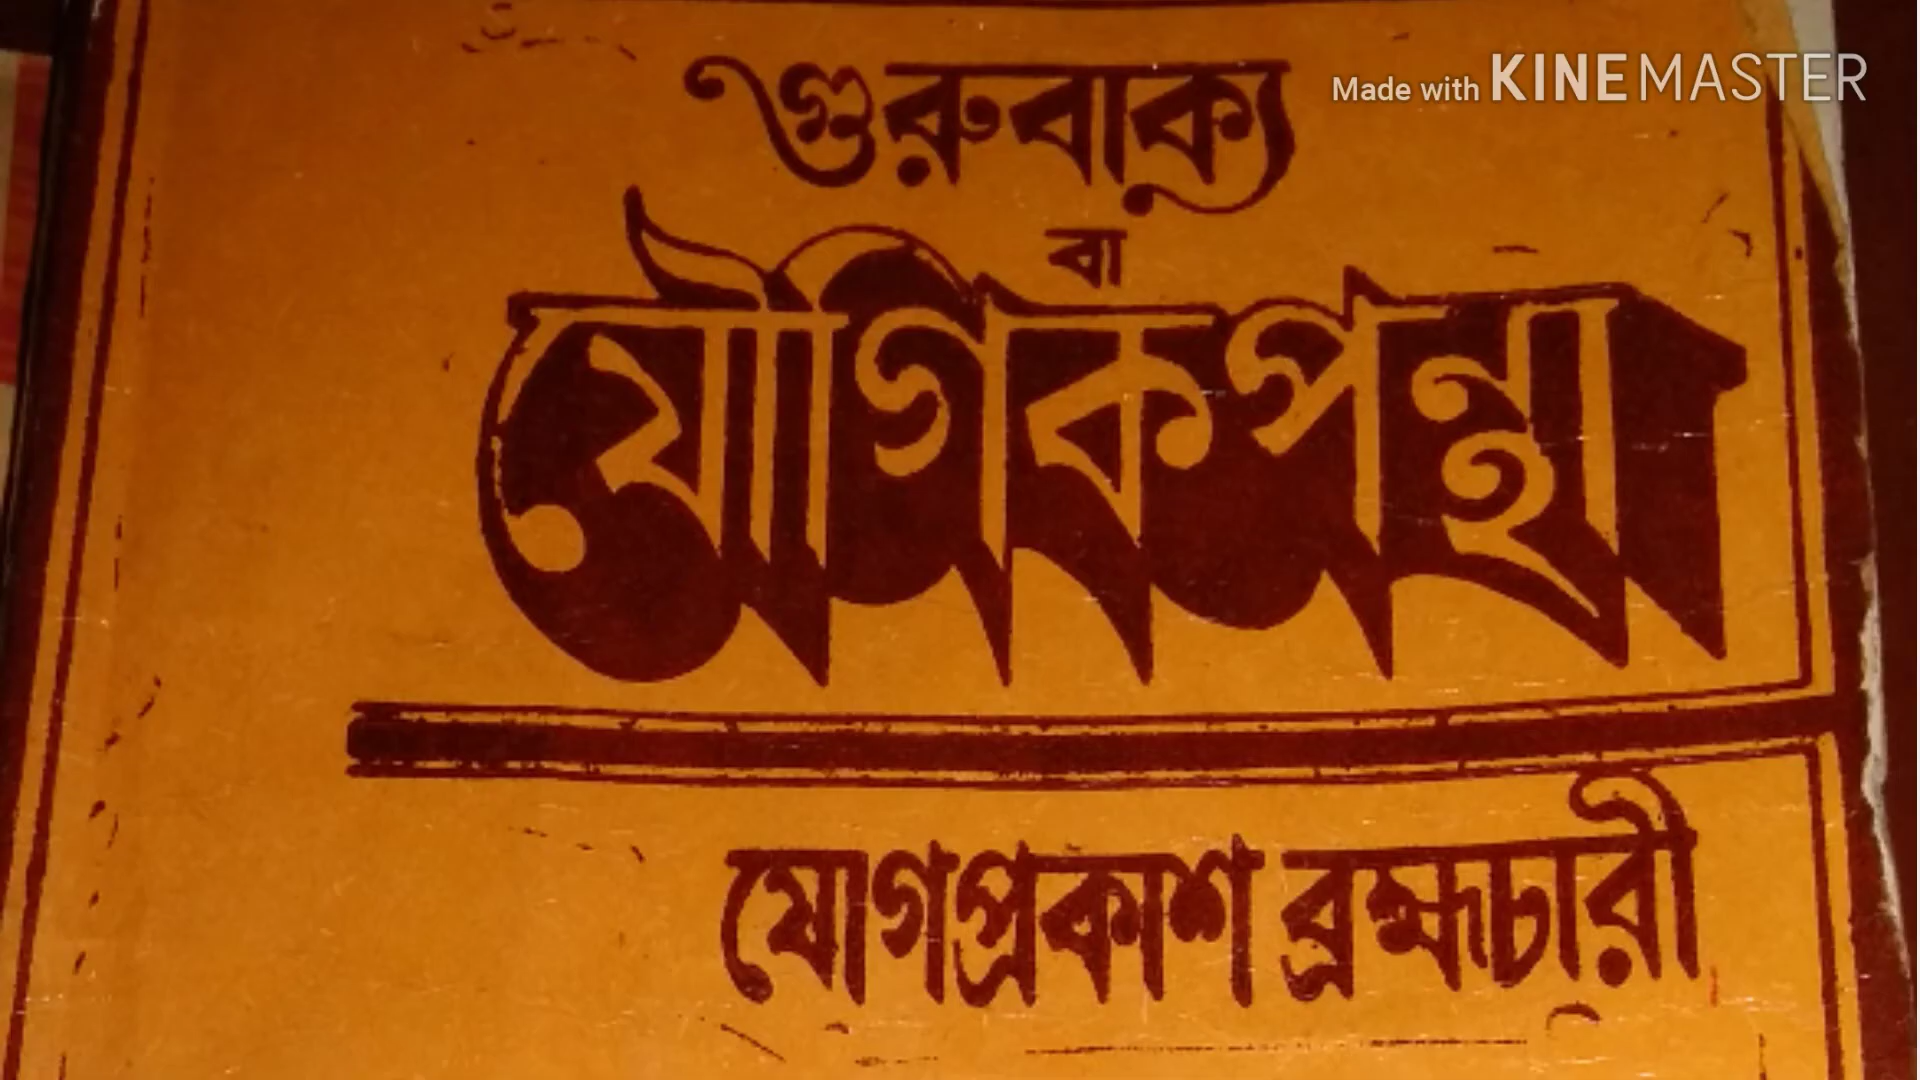 Made with KINEMASTER
গুরুবাক্য
বা
যৌগিকপন্থা
যোগপ্রকাশ ব্রহ্মচারী